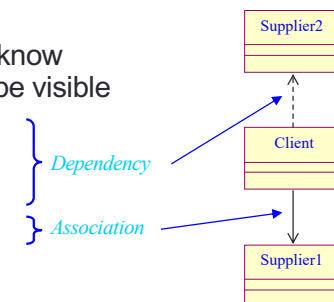 know
be visible
Dependency
Association
Supplier2
Client
Supplier1